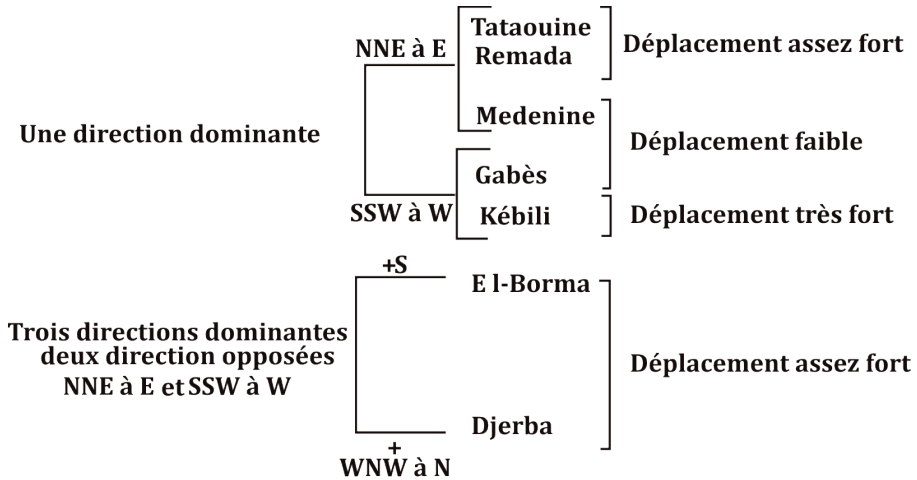 NNE à E
Tataouine
Remada
Déplacement assez fort
Une direction dominante
Medenine
Déplacement faible
Gabès
SSW à W
Kébili
Déplacement très fort
+S
E l-Borma
Trois directions dominantes
deux direction opposées
NNE à E et SSW à W
Déplacement assez fort
Djerba
+
WNW à N